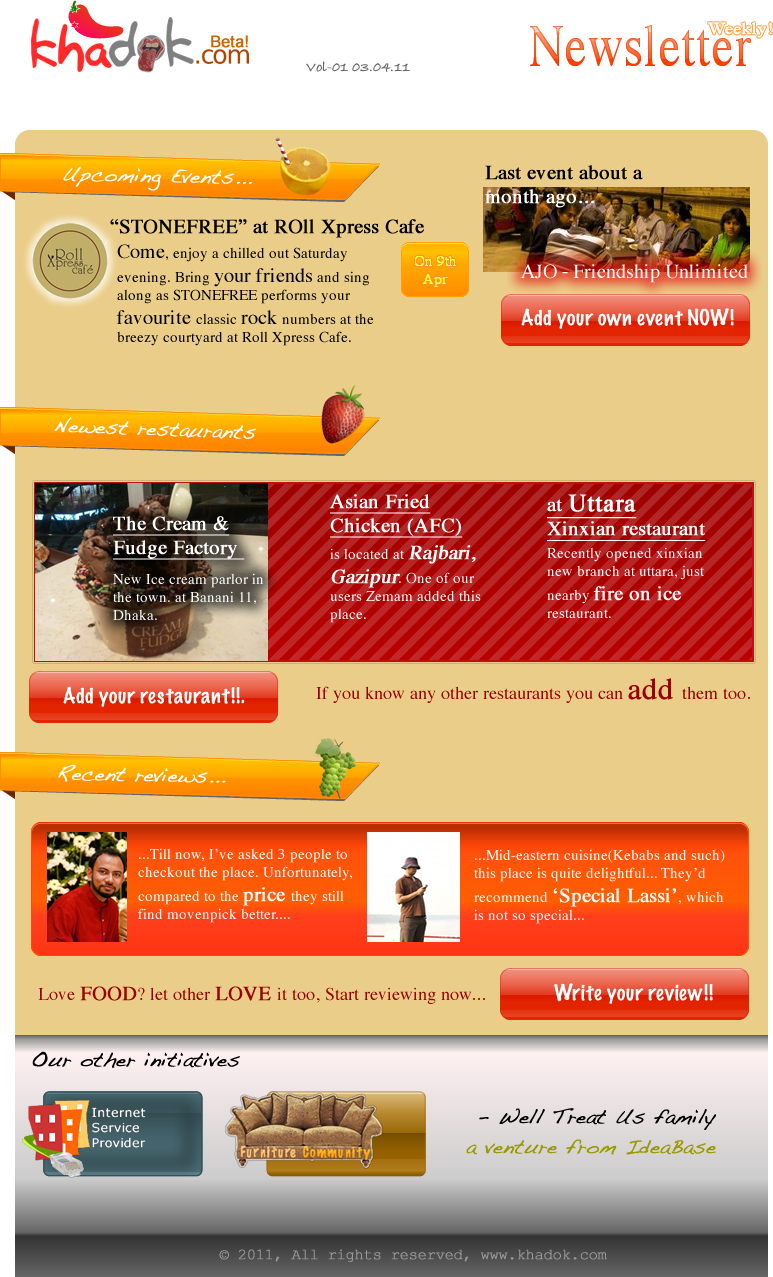 khadok.com
Beta!
Vol-01 03.04.11
Newsletter
Weekly!
Upcoming Events...
Roll
Xpress
café
“STONEFREE” at ROll Xpress Cafe
Come, enjoy a chilled out Saturday
evening. Bring your friends and sing
along as STONEFREE performs your
favourite classic rock numbers at the
breezy courtyard at Roll Xpress Cafe.
On 9th
Apr
Last event about a
month ago...
AJO - Friendship Unlimited
Add your own event NOW!
Newest restaurants
The Cream &
Fudge Factory
New Ice cream parlor in
the town. at Banani 11,
Dhaka.
CREAM
FUDGE
Asian Fried
Chicken (AFC)
is located at Rajbari,
Gazipur. One of our
users Zemam added this
place.
at Uttara
Xinxian restaurant
Recently opened xinxian
new branch at uttara, just
nearby fire on ice
restaurant.
Add your restaurant!!.
If you know any other restaurants you can add them too.
Recent reviews...
...Till now, I’ve asked 3 people to
checkout the place. Unfortunately,
compared to the price they still
find movenpick better....
...Mid-eastern cuisine(Kebabs and such)
this place is quite delightful... They’d
recommend ‘Special Lassi’, which
is not so special...
Love FOOD? let other LOVE it too, Start reviewing now...
Write your review!!
Our other initiatives
Internet
Service
Provider
Furniture Community
- Well Treat Us family
a venture from IdeaBase
© 2011, All rights reserved, www.khadok.com